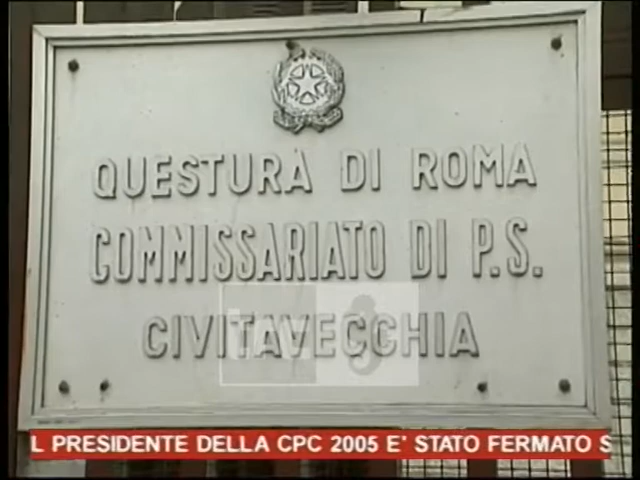 QUESTURA DI ROMA
COMMISSARIATO DI P.S.
CIVITAVECCHIA
L PRESIDENTE DELLA CPC 2005 E' STATO FERMATO S